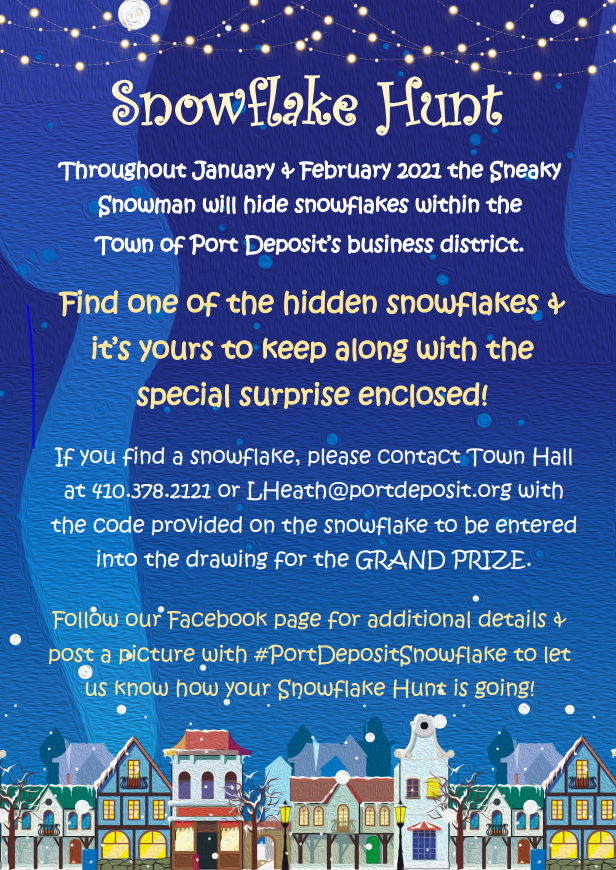 Snowflake Hunt
Throughout January & February 2021 the Sneaky
Snowman will hide snowflakes within the
Town of Port Deposit's business district.
Find one of the hidden snowflakes &
it's yours to keep along with the
special surprise enclosed!
If you find a snowflake, please contact Town Hall
at 410.378.2121 or LHeath@portdeposit.org with
the code provided on the snowflake to be entered
into the drawing for the GRAND PRIZE.
Follow our Facebook page for additional details &
post a picture with #PortDepositSnowflake to let
us know how your Snowflake Hunt is going!